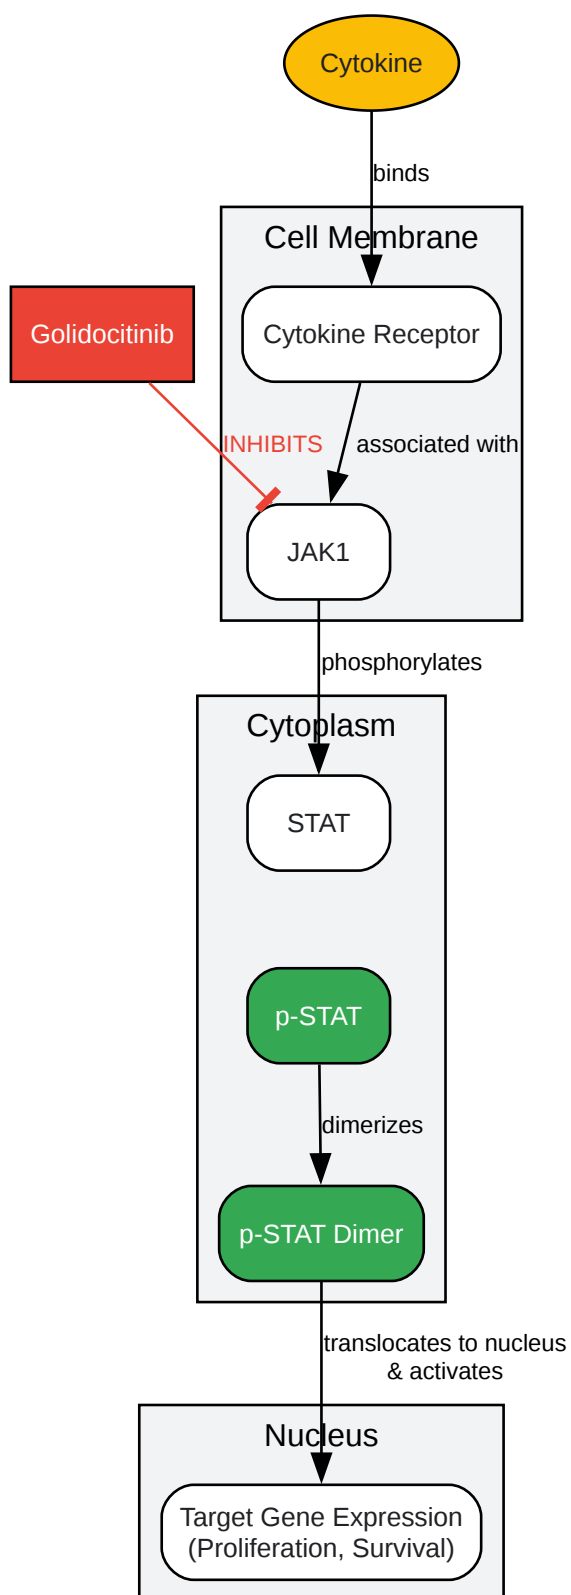 Cytokine
binds
Cell Membrane
Golidocitinib
Cytokine Receptor
INHIBITS
associated with
JAK1
phosphorylates
Cytoplasm
STAT
p-STAT
dimerizes
p-STAT Dimer
translocates to nucleus
& activates
Nucleus
Target Gene Expression
(Proliferation, Survival)